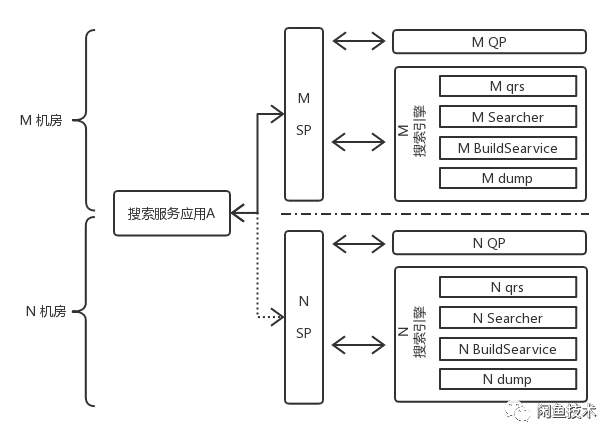 M 机房
N 机房
搜索服务应用A
M
SP
M QP
M
搜索引擎
M qrs
M Searcher
M BuildSearvice
M dump
N
SP
N QP
N
搜索引擎
N qrs
N Searcher
N BuildSearvice
N dump
闲鱼技术